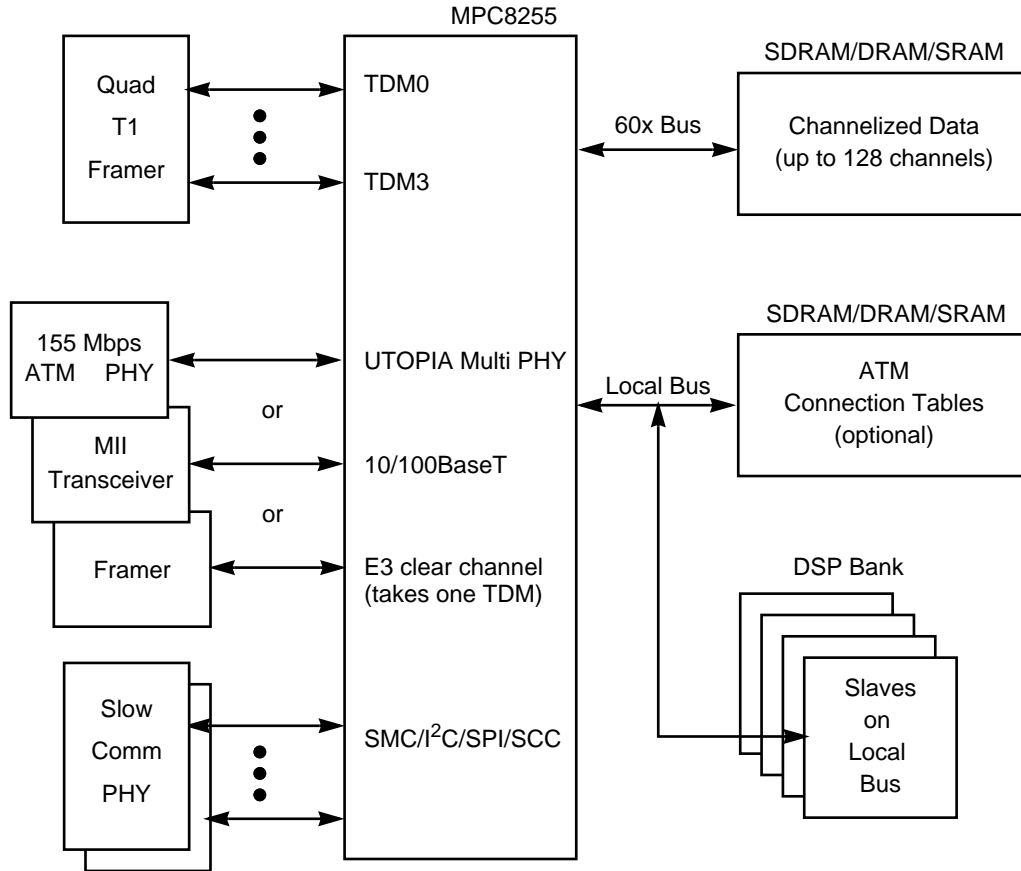 MPC8255
Quad
T1
Framer
TDM0
TDM3
60x Bus
SDRAM/DRAM/SRAM
Channelized Data
(up to 128 channels)
155 Mbps
ATM PHY
UTOPIA Multi PHY
or
MII
Transceiver
10/100BaseT
or
Framer
E3 clear channel
(takes one TDM)
Local Bus
SDRAM/DRAM/SRAM
ATM
Connection Tables
(optional)
DSP Bank
Slaves
on
Local
Bus
Slow
Comm
PHY
SMC/I²C/SPI/SCC